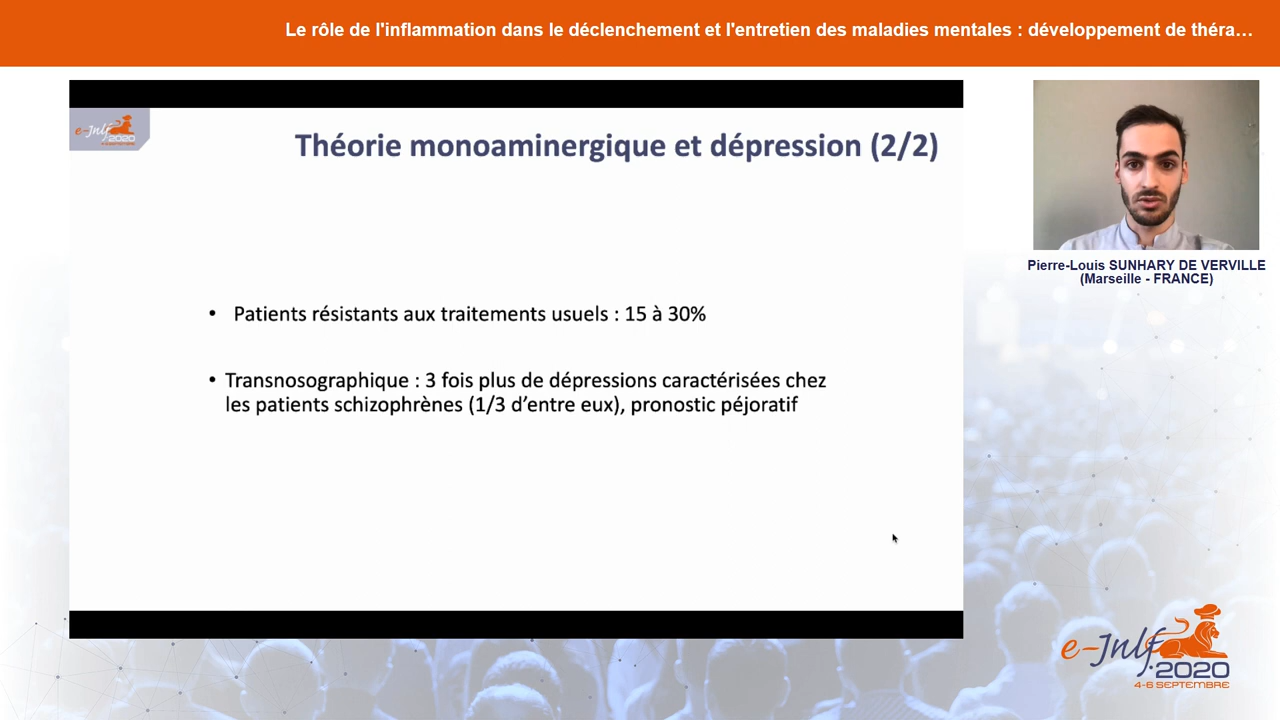 Le rôle de l'inflammation dans le déclenchement et l'entretien des maladies mentales : développement de théra…
e-Jnlf
2020
Théorie monoaminergique et dépression (2/2)
• Patients résistants aux traitements usuels : 15 à 30%
• Transnosographique : 3 fois plus de dépressions caractérisées chez
les patients schizophrènes (1/3 d’entre eux), pronostic péjoratif
Pierre-Louis SUNHARY DE VERVILLE
(Marseille - FRANCE)
e-Jnlf
2020
4-6 SEPTEMBRE